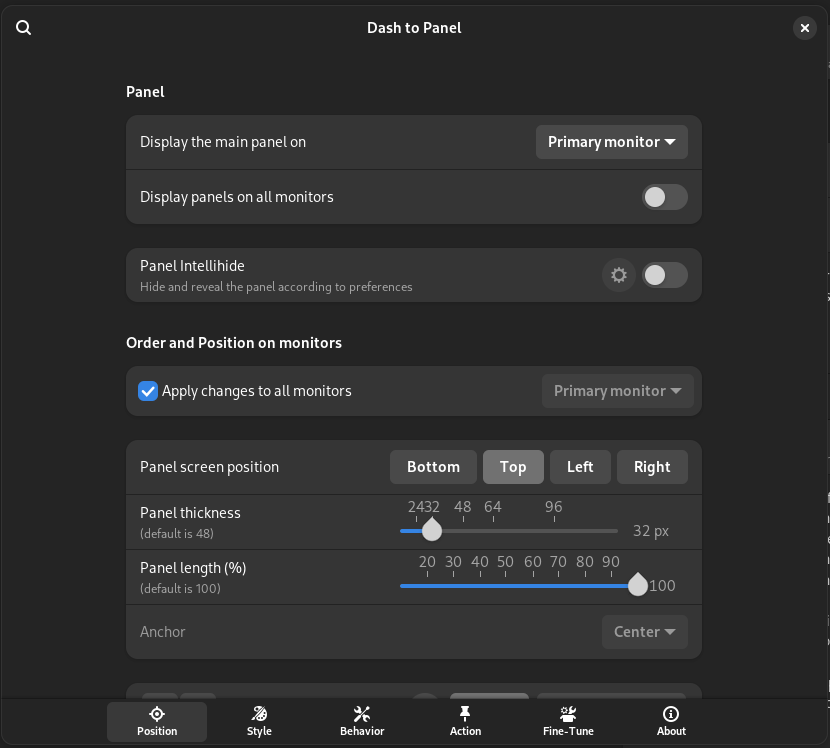 Dash to Panel
Panel
Display the main panel on Primary monitor
Display panels on all monitors
Panel Intellihide
Hide and reveal the panel according to preferences
Order and Position on monitors
Apply changes to all monitors Primary monitor
Panel screen position Bottom Top Left Right
24 32 48 64 96
Panel thickness
(default is 48) 32 px
20 30 40 50 60 70 80 90
Panel length (%)
(default is 100) 100
Anchor Center
Position Style Behavior Action Fine-Tune About